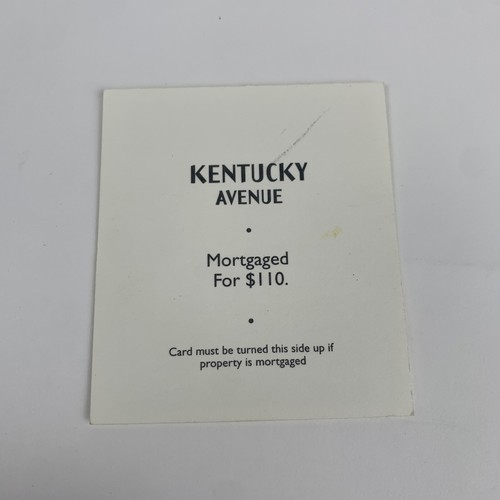 KENTUCKY
AVENUE
•
Mortgaged
For $110.
•
Card must be turned this side up if
property is mortgaged